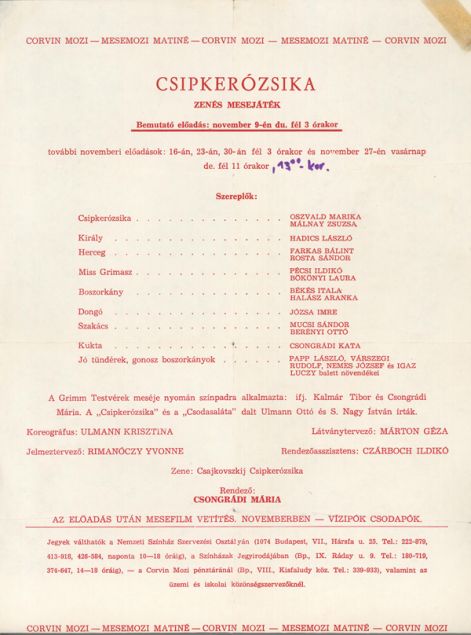 CORVIN MOZI — MESEMOZI MATINÉ — CORVIN MOZI — MESEMOZI MATINÉ — CORVIN MOZI
CSIPKERÓZSIKA
ZENÉS MESEJÁTÉK
Bemutató előadás: november 9-én du. fél 3 órakor
további novemberi előadások: 16-án, 23-án, 30-án fél 3 órakor és november 27-én vasárnap
de. fél 11 órakor, 13⁰⁰-kor.
Szereplők:
Csipkerózsika . . . . . . . . . . . . . . OSZVALD MARIKA
MÁLNAY ZSUZSA
Király . . . . . . . . . . . . . . . . HADICS LÁSZLÓ
Herceg . . . . . . . . . . . . . . . . FARKAS BÁLINT
ROSTA SÁNDOR
Miss Grimasz . . . . . . . . . . . . . . PÉCSI ILDIKÓ
BÖKÖNYI LAURA
Boszorkány . . . . . . . . . . . . . . . BÉKÉS ITALA
HALÁSZ ARANKA
Dongó . . . . . . . . . . . . . . . . JÓZSA IMRE
Szakács . . . . . . . . . . . . . . . . MUCSI SÁNDOR
BERÉNYI OTTÓ
Kukta . . . . . . . . . . . . . . . . CSONGRÁDI KATA
Jó tündérek, gonosz boszorkányok . . . . . . PAPP LÁSZLÓ, VÁRSZEGI
RUDOLF, NEMES JÓZSEF és IGAZ
LUCZY balett növendékei
A Grimm Testvérek meséje nyomán színpadra alkalmazta: ifj. Kalmár Tibor és Csongrádi
Mária. A „Csipkerózsika" és a „Csodasaláta" dalt Ulmann Ottó és S. Nagy István írták.
Koreográfus: ULMANN KRISZTINA Látványtervező: MÁRTON GÉZA
Jelmeztervező: RIMANÓCZY YVONNE Rendezőasszisztens: CZÁRBOCH ILDIKÓ
Zene: Csajkovszkij Csipkerózsika
Rendező:
CSONGRÁDI MÁRIA
AZ ELŐADÁS UTÁN MESEFILM VETÍTÉS. NOVEMBERBEN — VÍZIPÓK CSODAPÓK.
Jegyek válthatók a Nemzeti Színház Szervezési Osztályán (1074 Budapest, VII., Hársfa u. 25. Tel.: 222-879,
413-918, 426-584, naponta 10—18 óráig), a Színházak Jegyirodájában (Bp., IX. Ráday u. 9. Tel.: 180-719,
374-647, 14—18 óráig), — a Corvin Mozi pénztáránál (Bp., VIII., Kisfaludy köz. Tel.: 339-933), valamint az
üzemi és iskolai közönségszervezőknél.
CORVIN MOZI — MESEMOZI MATINÉ — CORVIN MOZI — MESEMOZI MATINÉ — CORVIN MOZI